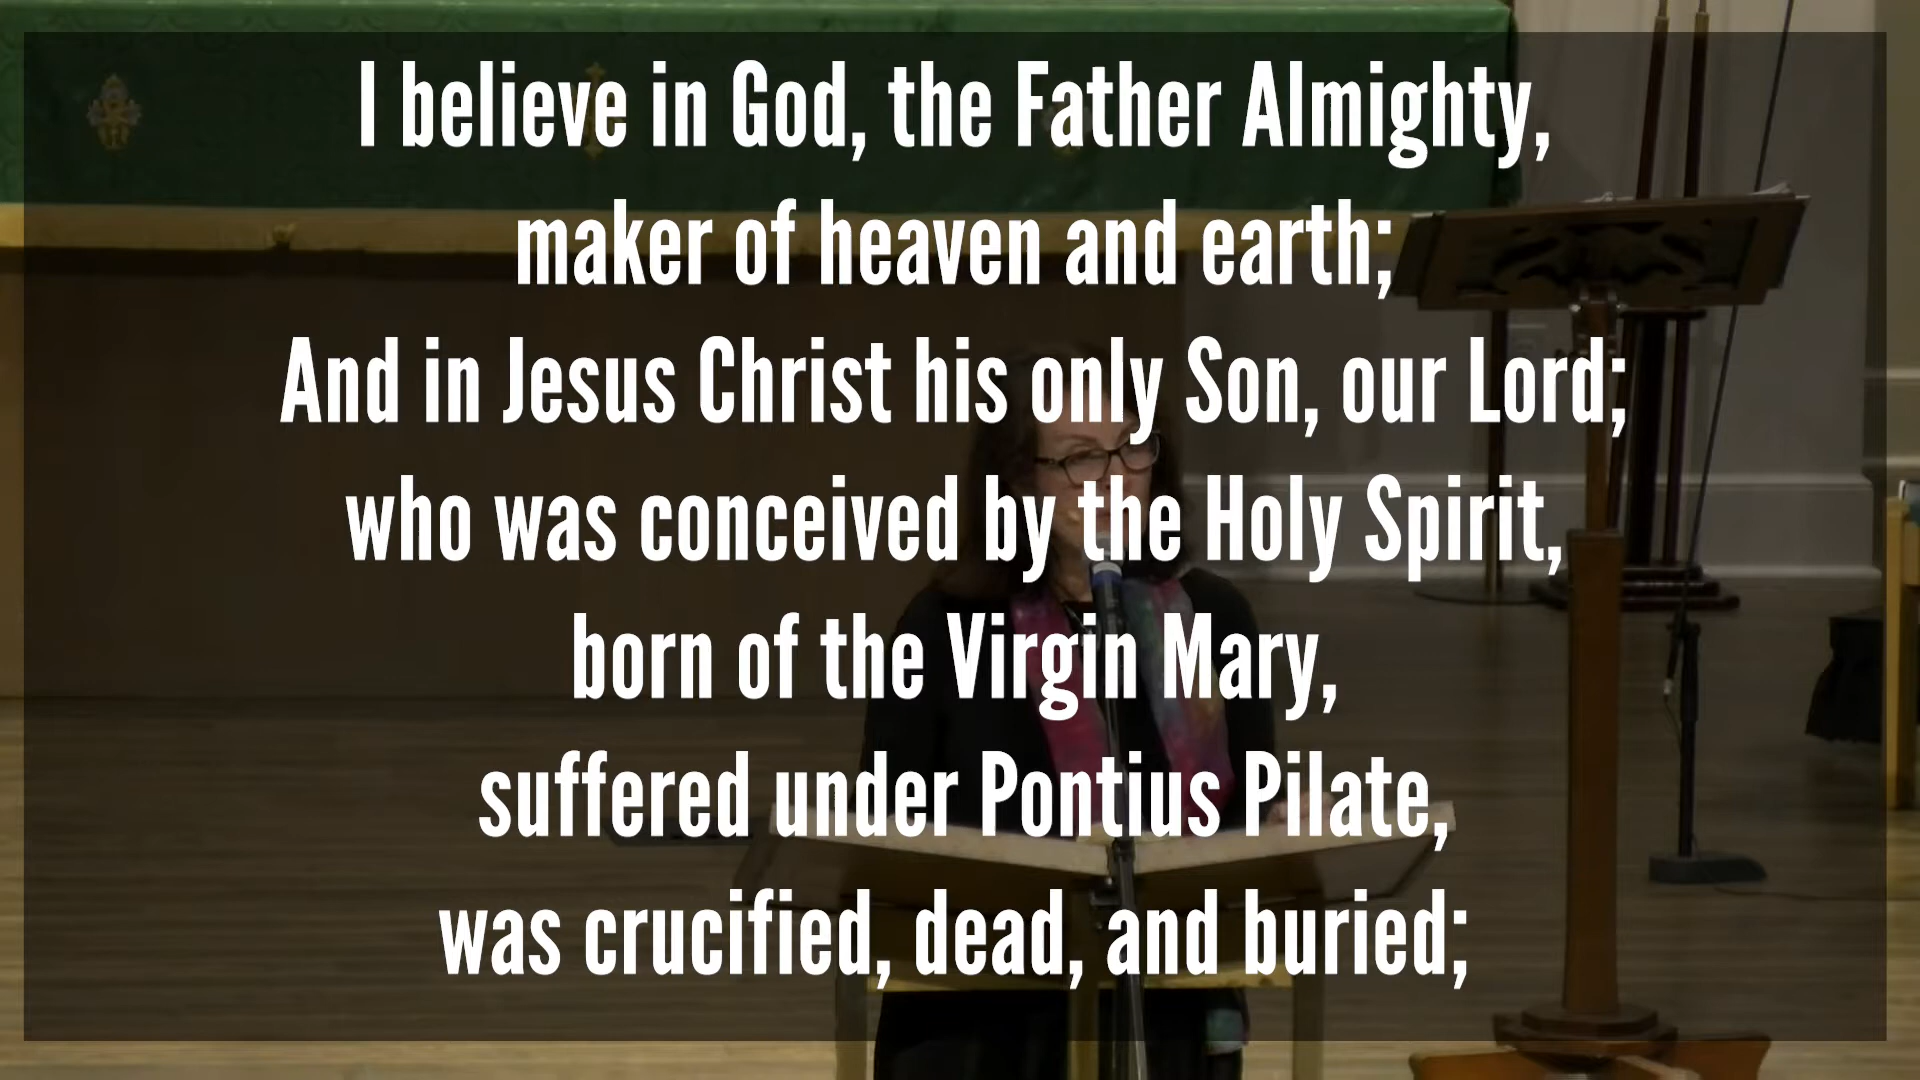 I believe in God, the Father Almighty,
maker of heaven and earth;
And in Jesus Christ his only Son, our Lord;
who was conceived by the Holy Spirit,
born of the Virgin Mary,
suffered under Pontius Pilate,
was crucified, dead, and buried;